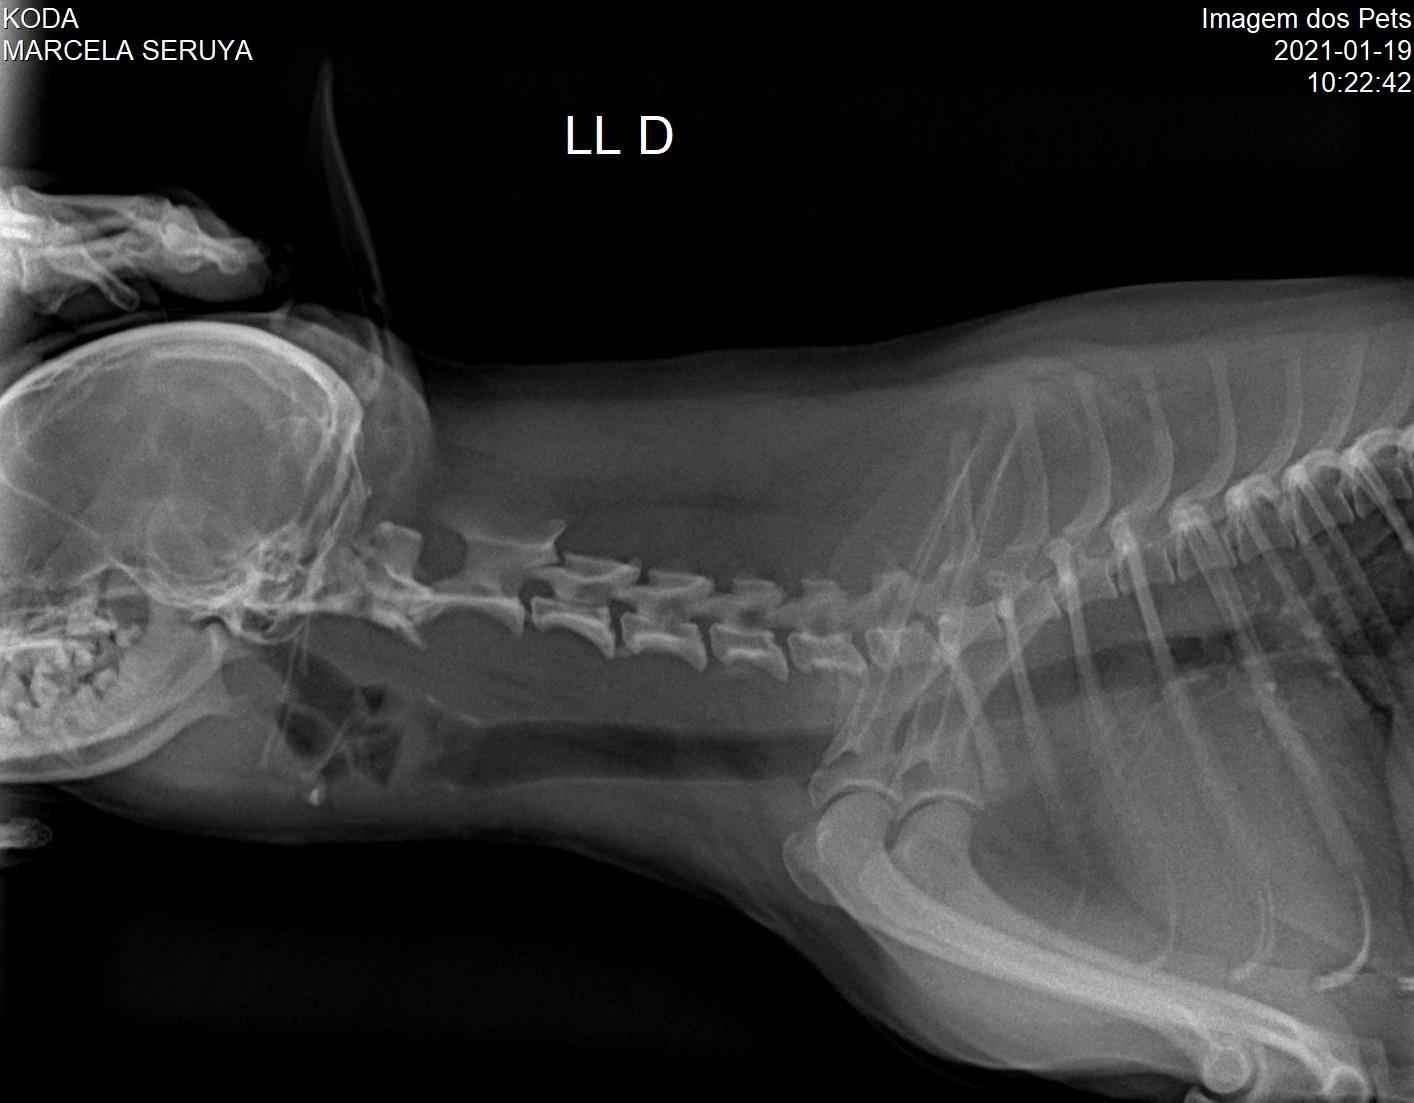 KODA
MARCELA SERUYA
Imagem dos Pets
2021-01-19
10:22:42
LL D